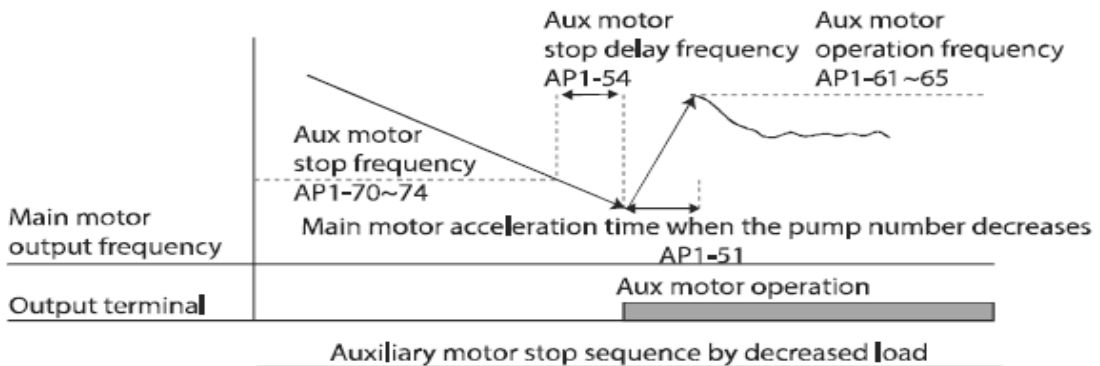 Aux motor
stop delay frequency
AP1-54
Aux motor
operation frequency
AP1-61~65
Aux motor
stop frequency
AP1-70~74
Main motor
output frequency
Main motor acceleration time when the pump number decreases
AP1-51
Output terminal
Aux motor operation
Auxiliary motor stop sequence by decreased load